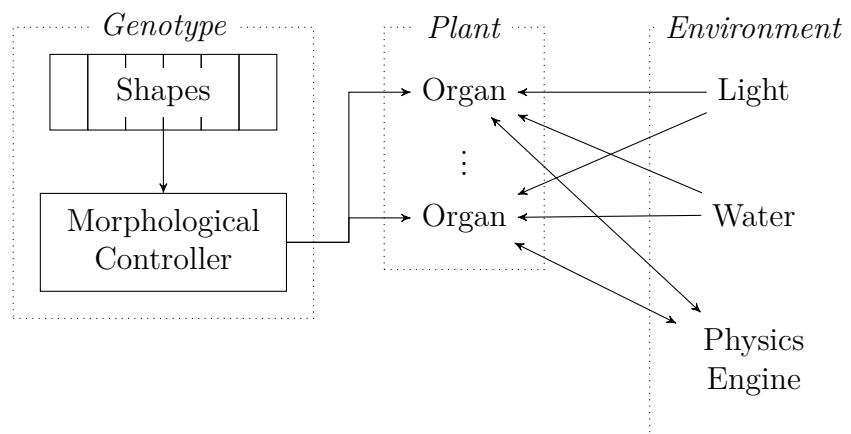 Genotype
Plant
Environment
Shapes
Organ
Light
⋮
Morphological
Controller
Organ
Water
Physics
Engine